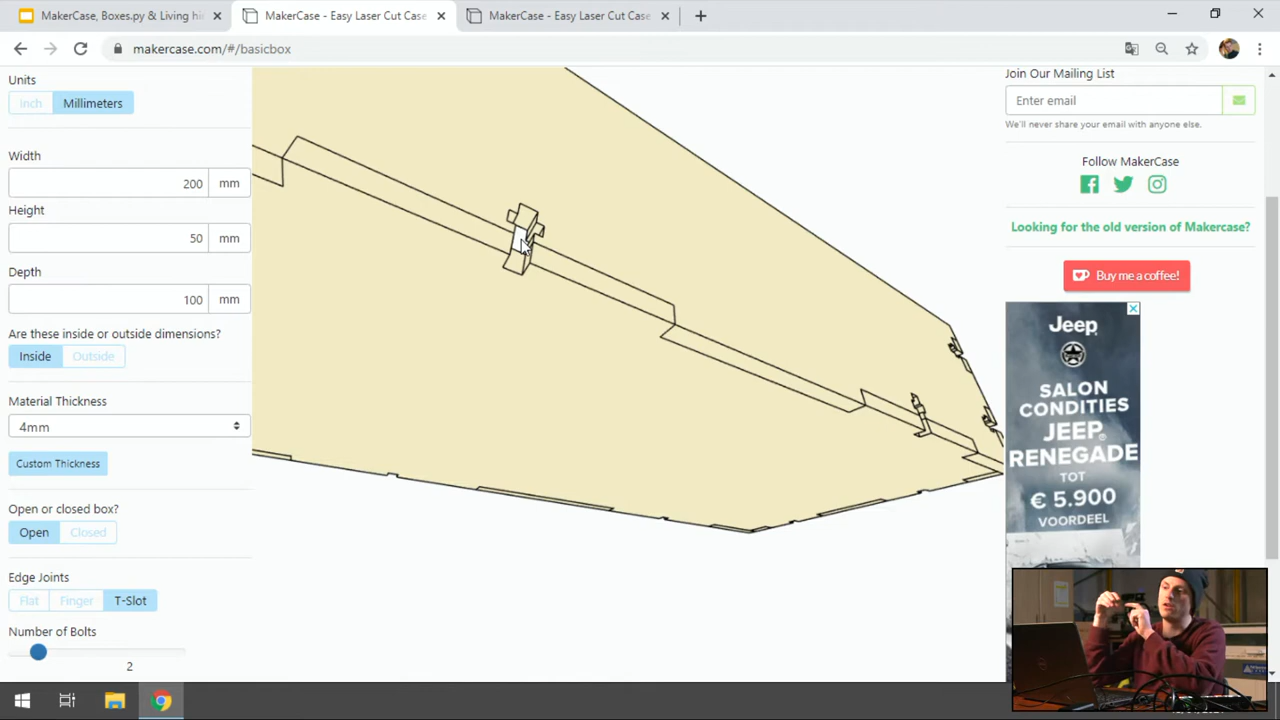 MakerCase, Boxes.py & Living hi
MakerCase - Easy Laser Cut Case
MakerCase - Easy Laser Cut Case
makercase.com/#/basicbox
Units
Inch
Millimeters
Width
200 mm
Height
50 mm
Depth
100 mm
Are these inside or outside dimensions?
Inside
Outside
Material Thickness
4mm
Custom Thickness
Open or closed box?
Open
Closed
Edge Joints
Flat
Finger
T-Slot
Number of Bolts
2
Join Our Mailing List
Enter email
We'll never share your email with anyone else.
Follow MakerCase
Looking for the old version of Makercase?
Buy me a coffee!
Jeep
SALON
CONDITIES
JEEP
RENEGADE
TOT
€ 5.900
VOORDEEL